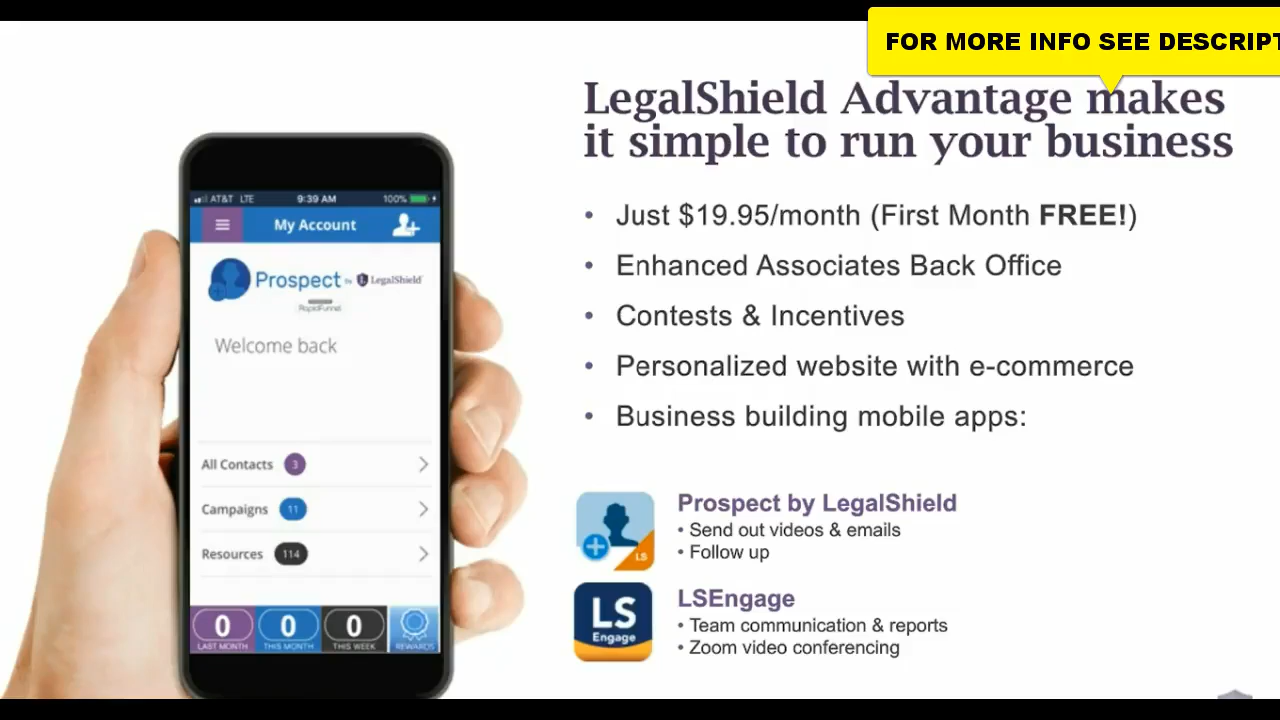 FOR MORE INFO SEE DESCRIPT
LegalShield Advantage makes
it simple to run your business
• Just $19.95/month (First Month FREE!)
• Enhanced Associates Back Office
• Contests & Incentives
• Personalized website with e-commerce
• Business building mobile apps:
Prospect by LegalShield
• Send out videos & emails
• Follow up
LS
LSEngage
• Team communication & reports
• Zoom video conferencing
LS
Engage
AT&T LTE 9:39 AM 100%
My Account
Prospect by LegalShield
RapidFunnel
Welcome back
All Contacts 3
Campaigns 11
Resources 114
0 0 0
LAST MONTH THIS MONTH THIS WEEK REWARDS